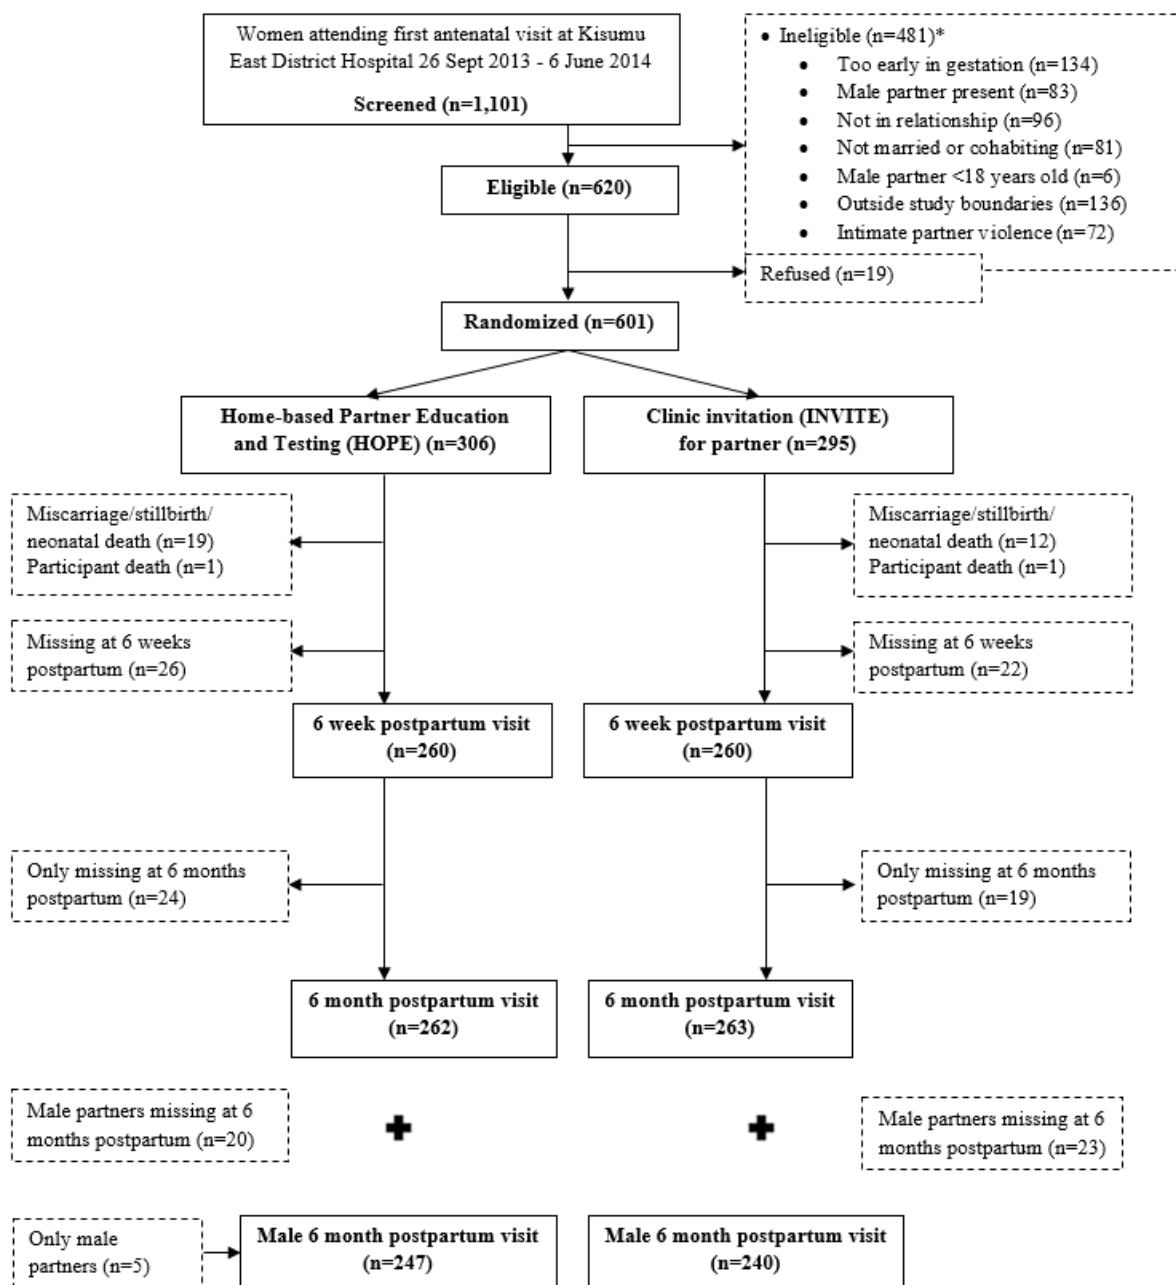 Women attending first antenatal visit at Kisumu
East District Hospital 26 Sept 2013 - 6 June 2014
Screened (n=1,101)
• Ineligible (n=481)*
• Too early in gestation (n=134)
• Male partner present (n=83)
• Not in relationship (n=96)
• Not married or cohabiting (n=81)
• Male partner <18 years old (n=6)
• Outside study boundaries (n=136)
• Intimate partner violence (n=72)
Eligible (n=620)
Refused (n=19)
Randomized (n=601)
Home-based Partner Education
and Testing (HOPE) (n=306)
Clinic invitation (INVITE)
for partner (n=295)
Miscarriage/stillbirth/
neonatal death (n=19)
Participant death (n=1)
Miscarriage/stillbirth/
neonatal death (n=12)
Participant death (n=1)
Missing at 6 weeks
postpartum (n=26)
Missing at 6 weeks
postpartum (n=22)
6 week postpartum visit
(n=260)
6 week postpartum visit
(n=260)
Only missing at 6 months
postpartum (n=24)
Only missing at 6 months
postpartum (n=19)
6 month postpartum visit
(n=262)
6 month postpartum visit
(n=263)
Male partners missing at 6
months postpartum (n=20)
Male partners missing at 6
months postpartum (n=23)
Only male
partners (n=5)
Male 6 month postpartum visit
(n=247)
Male 6 month postpartum visit
(n=240)